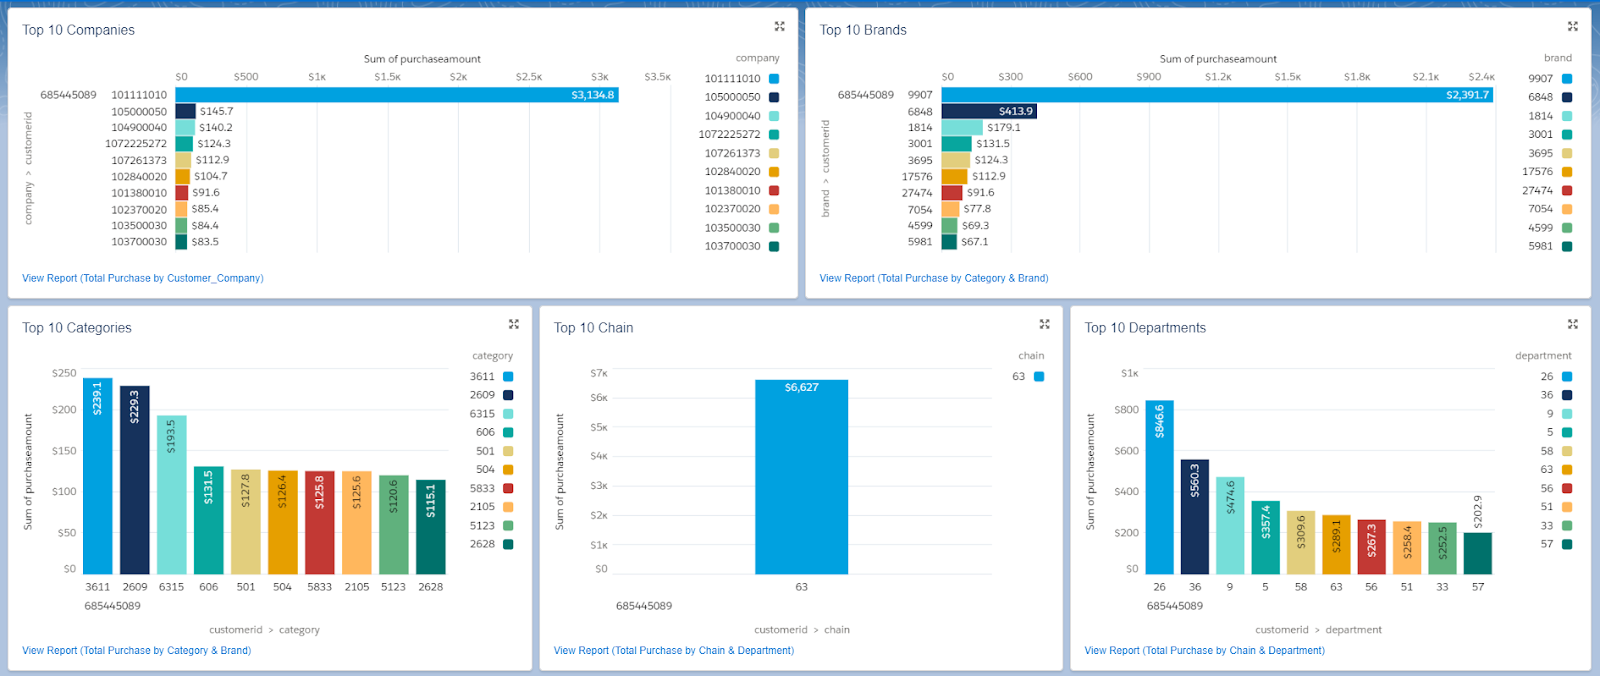 Top 10 Companies
Sum of purchaseamount
$0 $500 $1K $1.5K $2K $2.5K $3K $3.5K
company > customerid
685445089 101111010 $3,134.8
105000050 $145.7
104900040 $140.2
1072225272 $124.3
107261373 $112.9
102840020 $104.7
101380010 $91.6
102370020 $85.4
103500030 $84.4
103700030 $83.5
company
101111010
105000050
104900040
1072225272
107261373
102840020
101380010
102370020
103500030
103700030
View Report (Total Purchase by Customer_Company)
Top 10 Brands
Sum of purchaseamount
$0 $300 $600 $900 $1.2K $1.5K $1.8K $2.1K $2.4K
brand > customerid
685445089 9907 $2,391.7
6848 $413.9
1814 $179.1
3001 $131.5
3695 $124.3
17576 $112.9
27474 $91.6
7054 $77.8
4599 $69.3
5981 $67.1
brand
9907
6848
1814
3001
3695
17576
27474
7054
4599
5981
View Report (Total Purchase by Category & Brand)
Top 10 Categories
Sum of purchaseamount
$250
$200
$150
$100
$50
$0
$239.1 $229.3 $193.5 $131.5 $127.8 $126.4 $125.8 $125.6 $120.6 $115.1
3611 2609 6315 606 501 504 5833 2105 5123 2628
685445089
customerid > category
category
3611
2609
6315
606
501
504
5833
2105
5123
2628
View Report (Total Purchase by Category & Brand)
Top 10 Chain
Sum of purchaseamount
$7K
$6K
$5K
$4K
$3K
$2K
$1K
$0
$6,627
63
685445089
customerid > chain
chain
63
View Report (Total Purchase by Chain & Department)
Top 10 Departments
Sum of purchaseamount
$1K
$800
$600
$400
$200
$0
$846.6 $560.3 $474.6 $357.4 $309.6 $289.1 $267.3 $258.4 $252.5 $202.9
26 36 9 5 58 63 56 51 33 57
685445089
customerid > department
department
26
36
9
5
58
63
56
51
33
57
View Report (Total Purchase by Chain & Department)